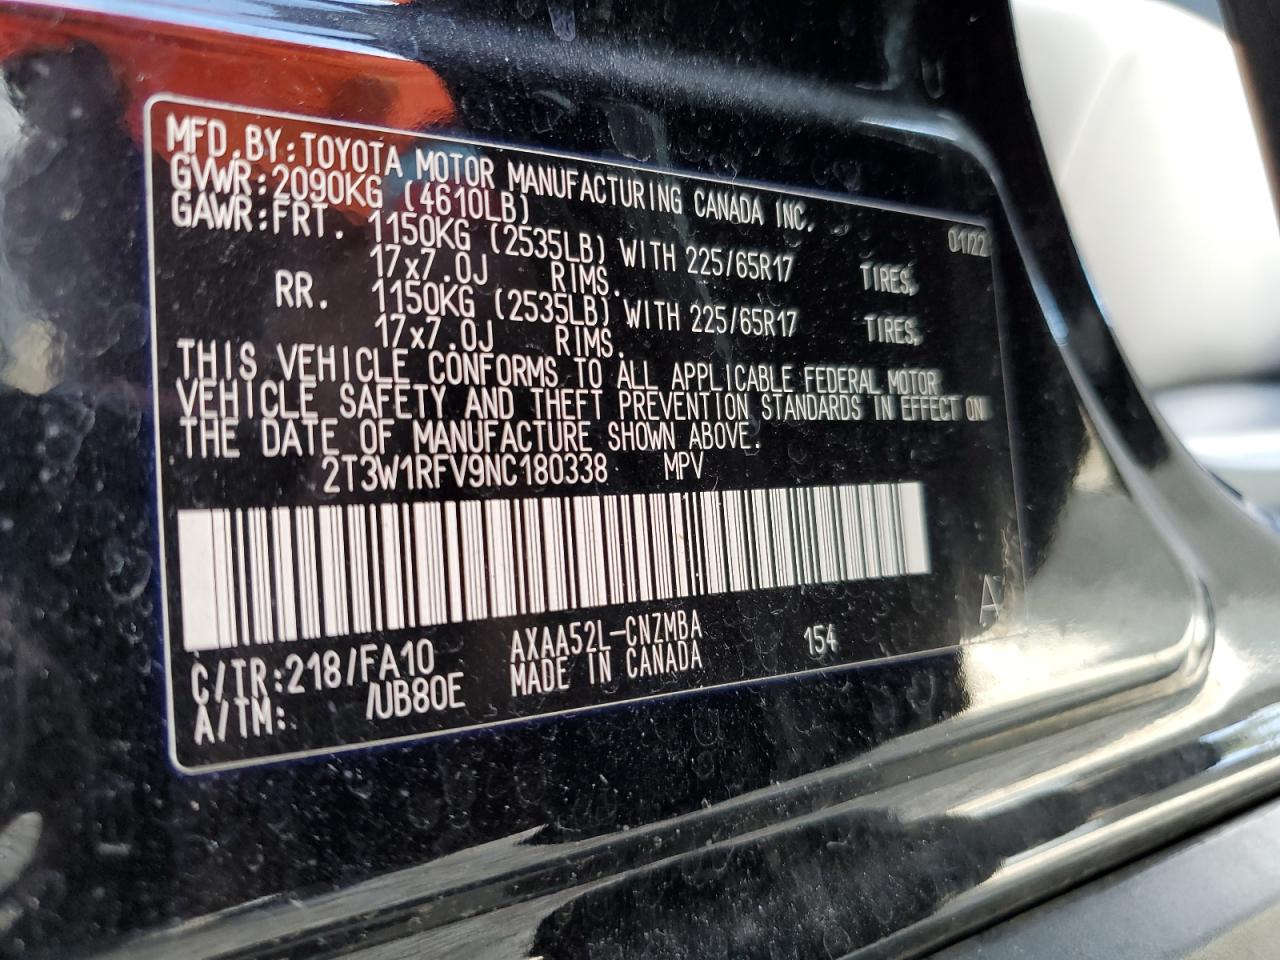 MFD.BY:TOYOTA MOTOR MANUFACTURING CANADA INC.
GVWR:2090KG (4610LB) 01/22
GAWR:FRT. 1150KG (2535LB) WITH 225/65R17 TIRES,
17x7.0J RIMS.
RR. 1150KG (2535LB) WITH 225/65R17 TIRES,
17x7.0J RIMS.
THIS VEHICLE CONFORMS TO ALL APPLICABLE FEDERAL MOTOR
VEHICLE SAFETY AND THEFT PREVENTION STANDARDS IN EFFECT ON
THE DATE OF MANUFACTURE SHOWN ABOVE.
2T3W1RFV9NC180338 MPV
A
C/TR:218/FA10 AXAA52L-CNZMBA 154
A/TM: /UB80E MADE IN CANADA